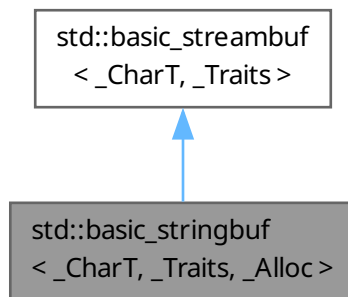 std::basic_streambuf
< _CharT, _Traits >
std::basic_stringbuf
< _CharT, _Traits, _Alloc >